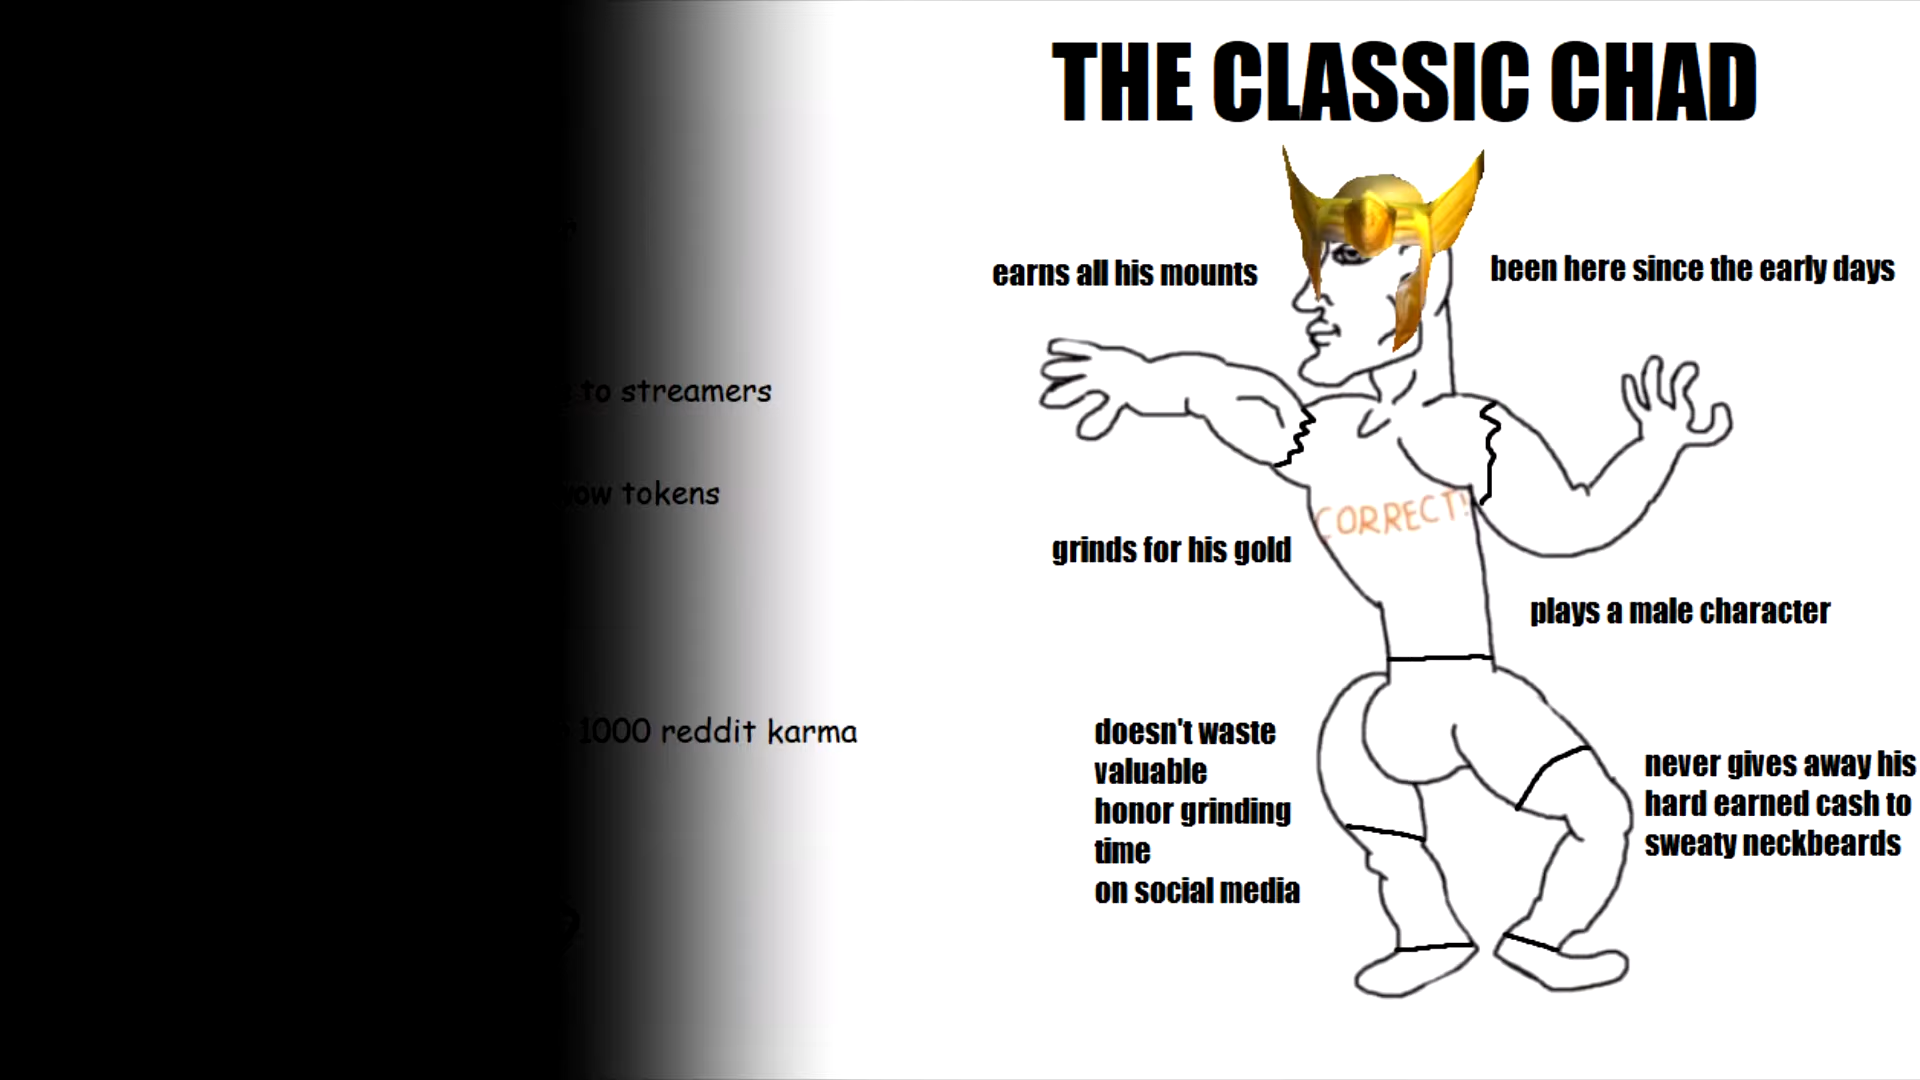 THE CLASSIC CHAD
earns all his mounts
been here since the early days
to streamers
wow tokens
CORRECT!
grinds for his gold
plays a male character
1000 reddit karma
doesn't waste
valuable
honor grinding
time
on social media
never gives away his
hard earned cash to
sweaty neckbeards